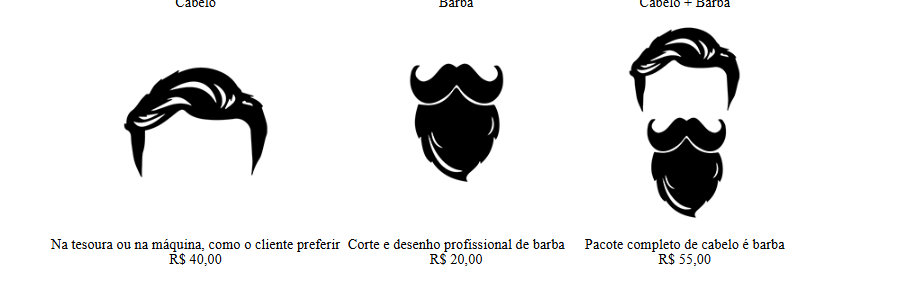 Cabelo
Barba
Cabelo + Barba
Na tesoura ou na máquina, como o cliente preferir
R$ 40,00
Corte e desenho profissional de barba
R$ 20,00
Pacote completo de cabelo é barba
R$ 55,00